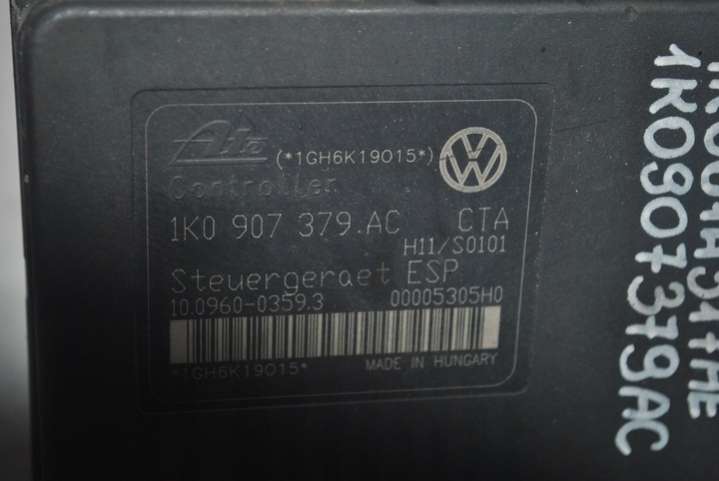 Ate (*1GH6K19015*)
Controller
1K0 907 379.AC CTA
H11/S0101
Steuergeraet ESP
10.0960-0359.3 00005305H0
*1GH6K19015*
MADE IN HUNGARY
1K0907379AC